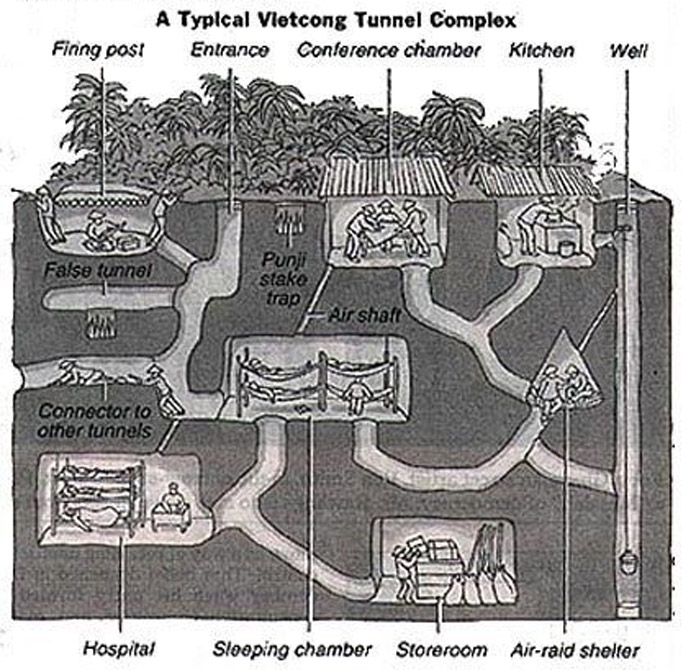 A Typical Vietcong Tunnel Complex
Firing post
Entrance
Conference chamber
Kitchen
Well
False tunnel
Punji
stake
trap
Air shaft
Connector to
other tunnels
Hospital
Sleeping chamber
Storeroom
Air-raid shelter